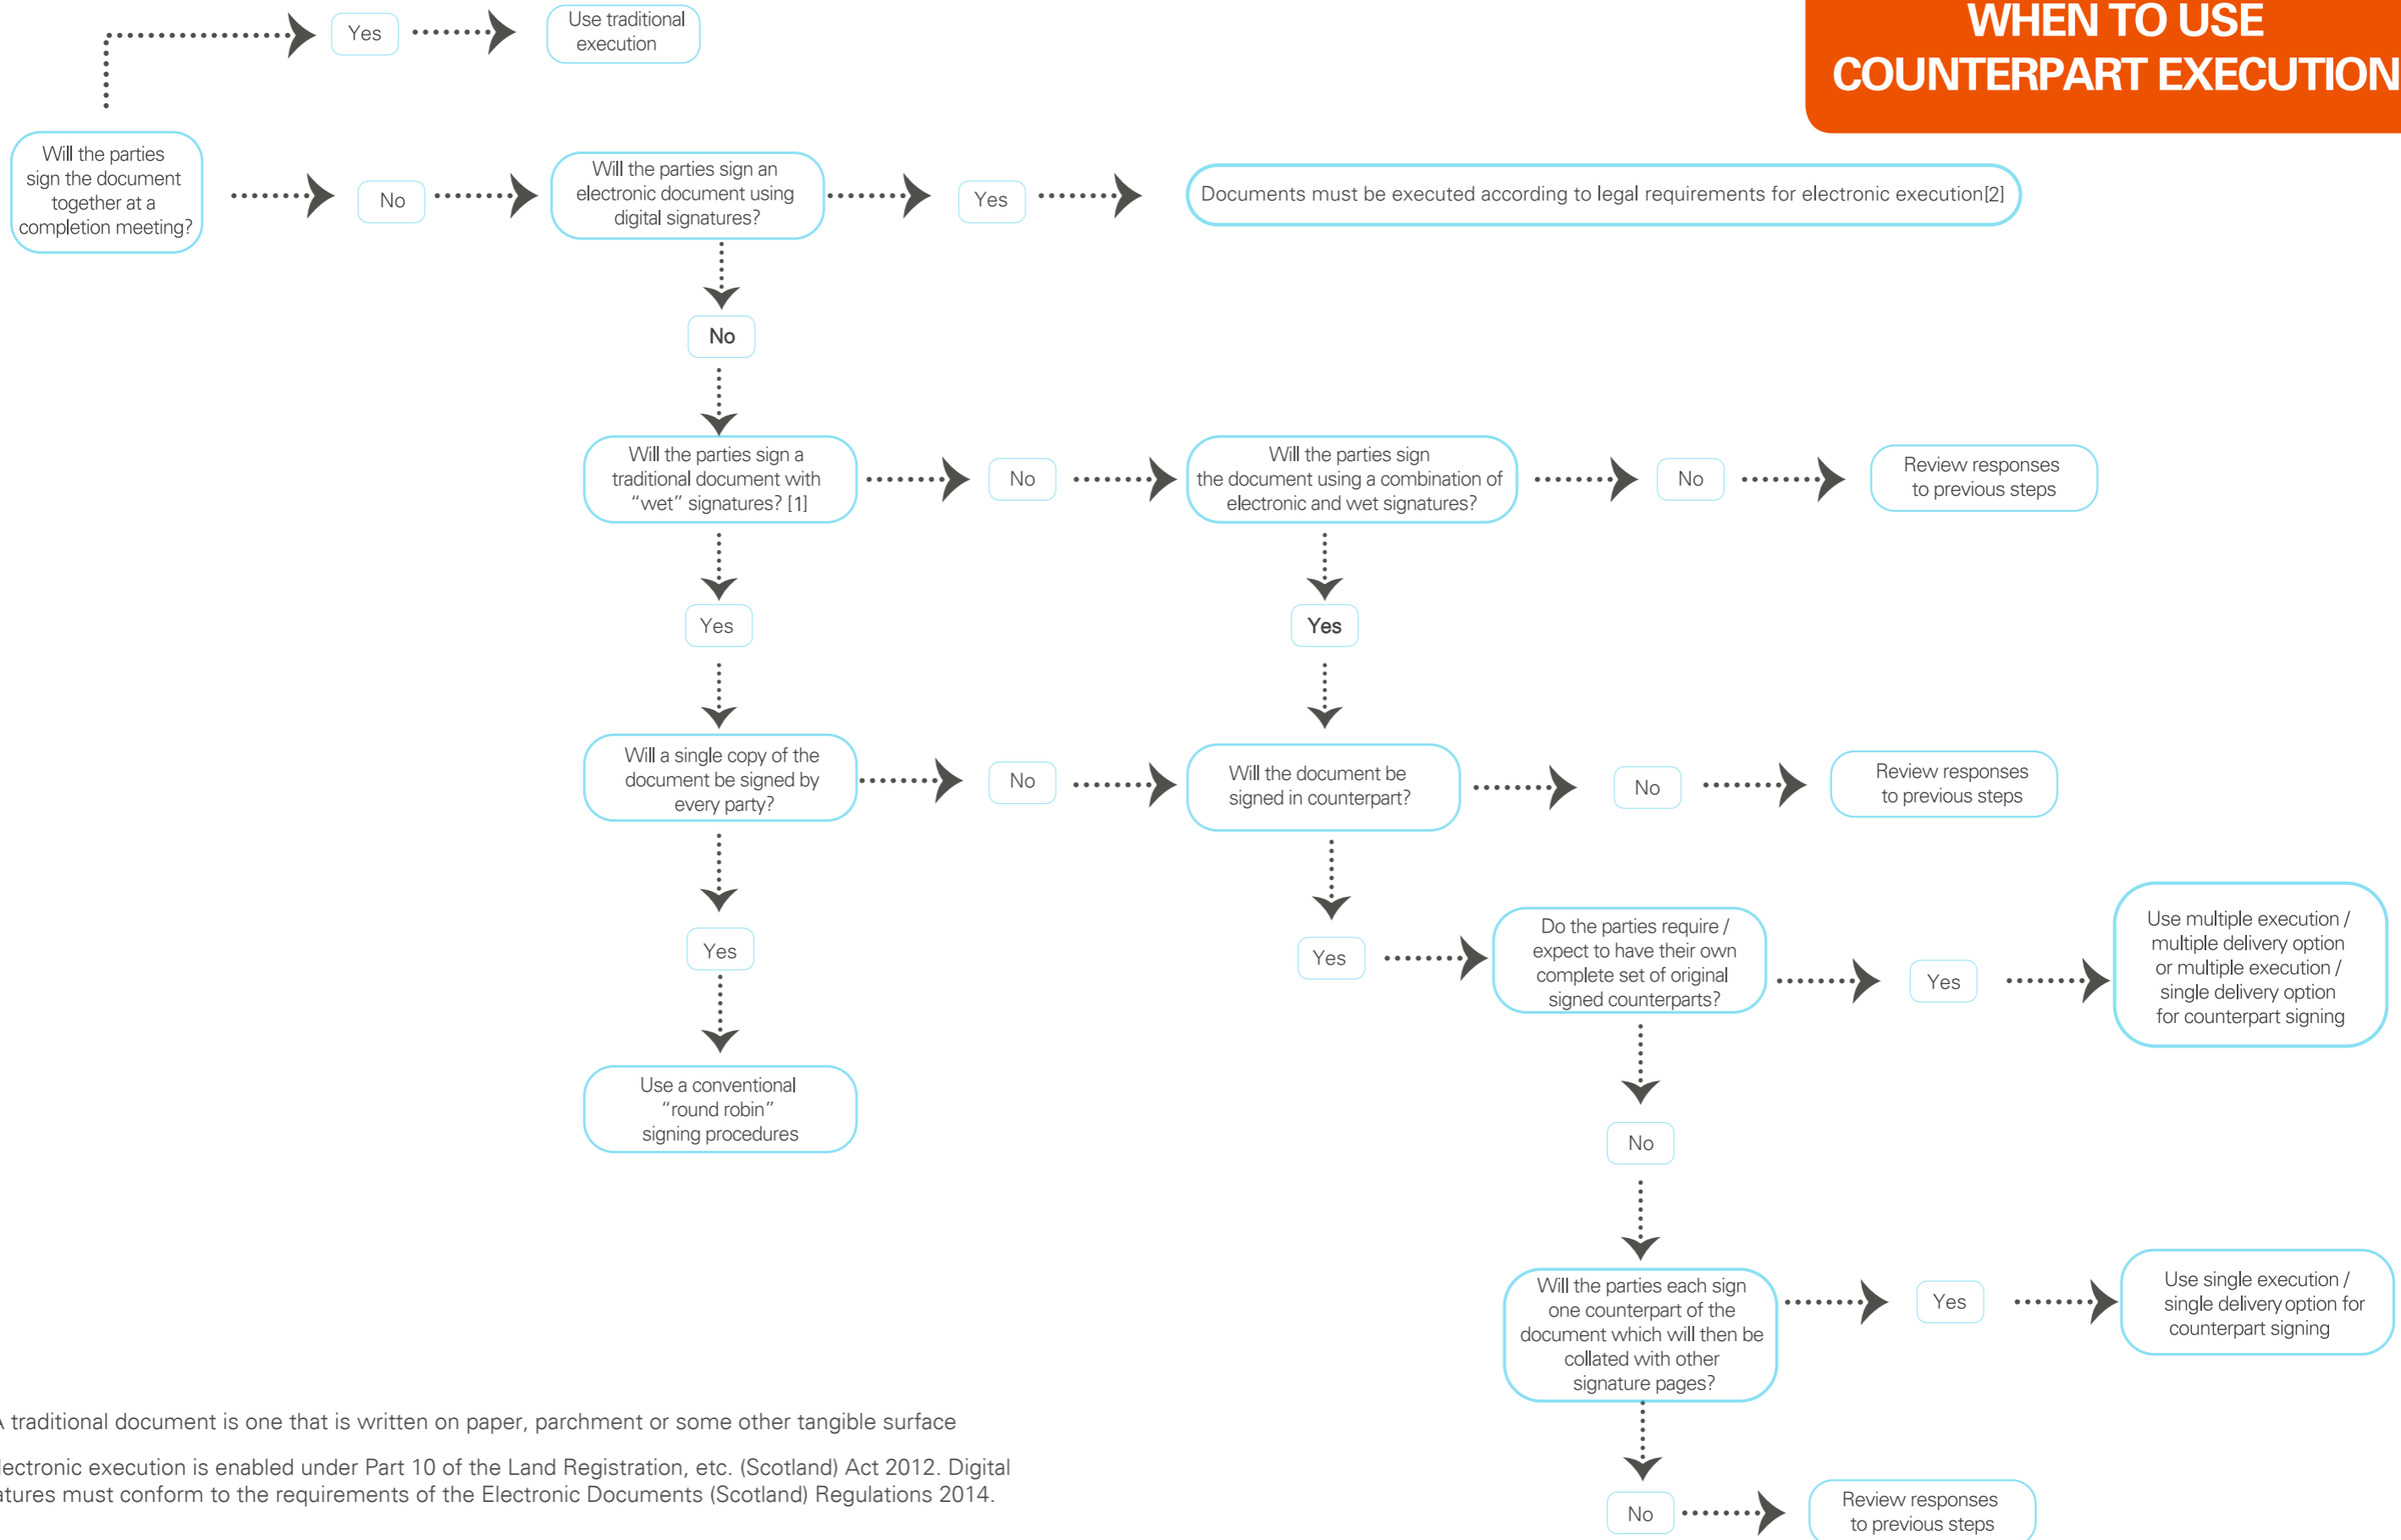 WHEN TO USE
COUNTERPART EXECUTION
Yes
Use traditional
execution
Will the parties
sign the document
together at a
completion meeting?
No
Will the parties sign an
electronic document using
digital signatures?
Yes
Documents must be executed according to legal requirements for electronic execution[2]
No
Will the parties sign a
traditional document with
“wet” signatures? [1]
No
Will the parties sign
the document using a combination of
electronic and wet signatures?
No
Review responses
to previous steps
Yes
Yes
Will a single copy of the
document be signed by
every party?
No
Will the document be
signed in counterpart?
No
Review responses
to previous steps
Yes
Use a conventional
“round robin”
signing procedures
Yes
Do the parties require /
expect to have their own
complete set of original
signed counterparts?
Yes
Use multiple execution /
multiple delivery option
or multiple execution /
single delivery option
for counterpart signing
No
Will the parties each sign
one counterpart of the
document which will then be
collated with other
signature pages?
Yes
Use single execution /
single delivery option for
counterpart signing
No
Review responses
to previous steps
A traditional document is one that is written on paper, parchment or some other tangible surface
lectronic execution is enabled under Part 10 of the Land Registration, etc. (Scotland) Act 2012. Digital
atures must conform to the requirements of the Electronic Documents (Scotland) Regulations 2014.